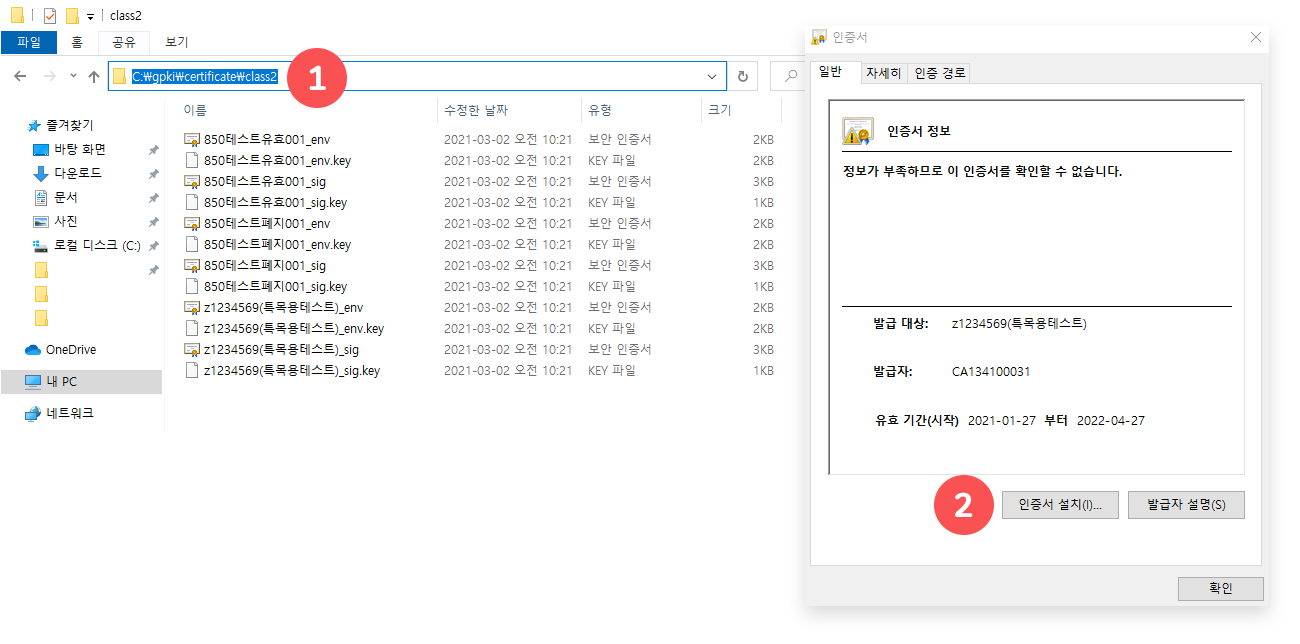 class2
파일 홈 공유 보기
C:₩gpki₩certificate₩class2
1
이름 수정한 날짜 유형 크기
즐겨찾기
바탕 화면
다운로드
문서
사진
로컬 디스크 (C:)
OneDrive
내 PC
네트워크
850테스트유효001_env 2021-03-02 오전 10:21 보안 인증서 2KB
850테스트유효001_env.key 2021-03-02 오전 10:21 KEY 파일 2KB
850테스트유효001_sig 2021-03-02 오전 10:21 보안 인증서 3KB
850테스트유효001_sig.key 2021-03-02 오전 10:21 KEY 파일 1KB
850테스트폐지001_env 2021-03-02 오전 10:21 보안 인증서 2KB
850테스트폐지001_env.key 2021-03-02 오전 10:21 KEY 파일 2KB
850테스트폐지001_sig 2021-03-02 오전 10:21 보안 인증서 3KB
850테스트폐지001_sig.key 2021-03-02 오전 10:21 KEY 파일 1KB
z1234569(특목용테스트)_env 2021-03-02 오전 10:21 보안 인증서 2KB
z1234569(특목용테스트)_env.key 2021-03-02 오전 10:21 KEY 파일 2KB
z1234569(특목용테스트)_sig 2021-03-02 오전 10:21 보안 인증서 3KB
z1234569(특목용테스트)_sig.key 2021-03-02 오전 10:21 KEY 파일 1KB
인증서
일반 자세히 인증 경로
인증서 정보
정보가 부족하므로 이 인증서를 확인할 수 없습니다.
발급 대상: z1234569(특목용테스트)
발급자: CA134100031
유효 기간(시작) 2021-01-27 부터 2022-04-27
2
인증서 설치(I)... 발급자 설명(S)
확인